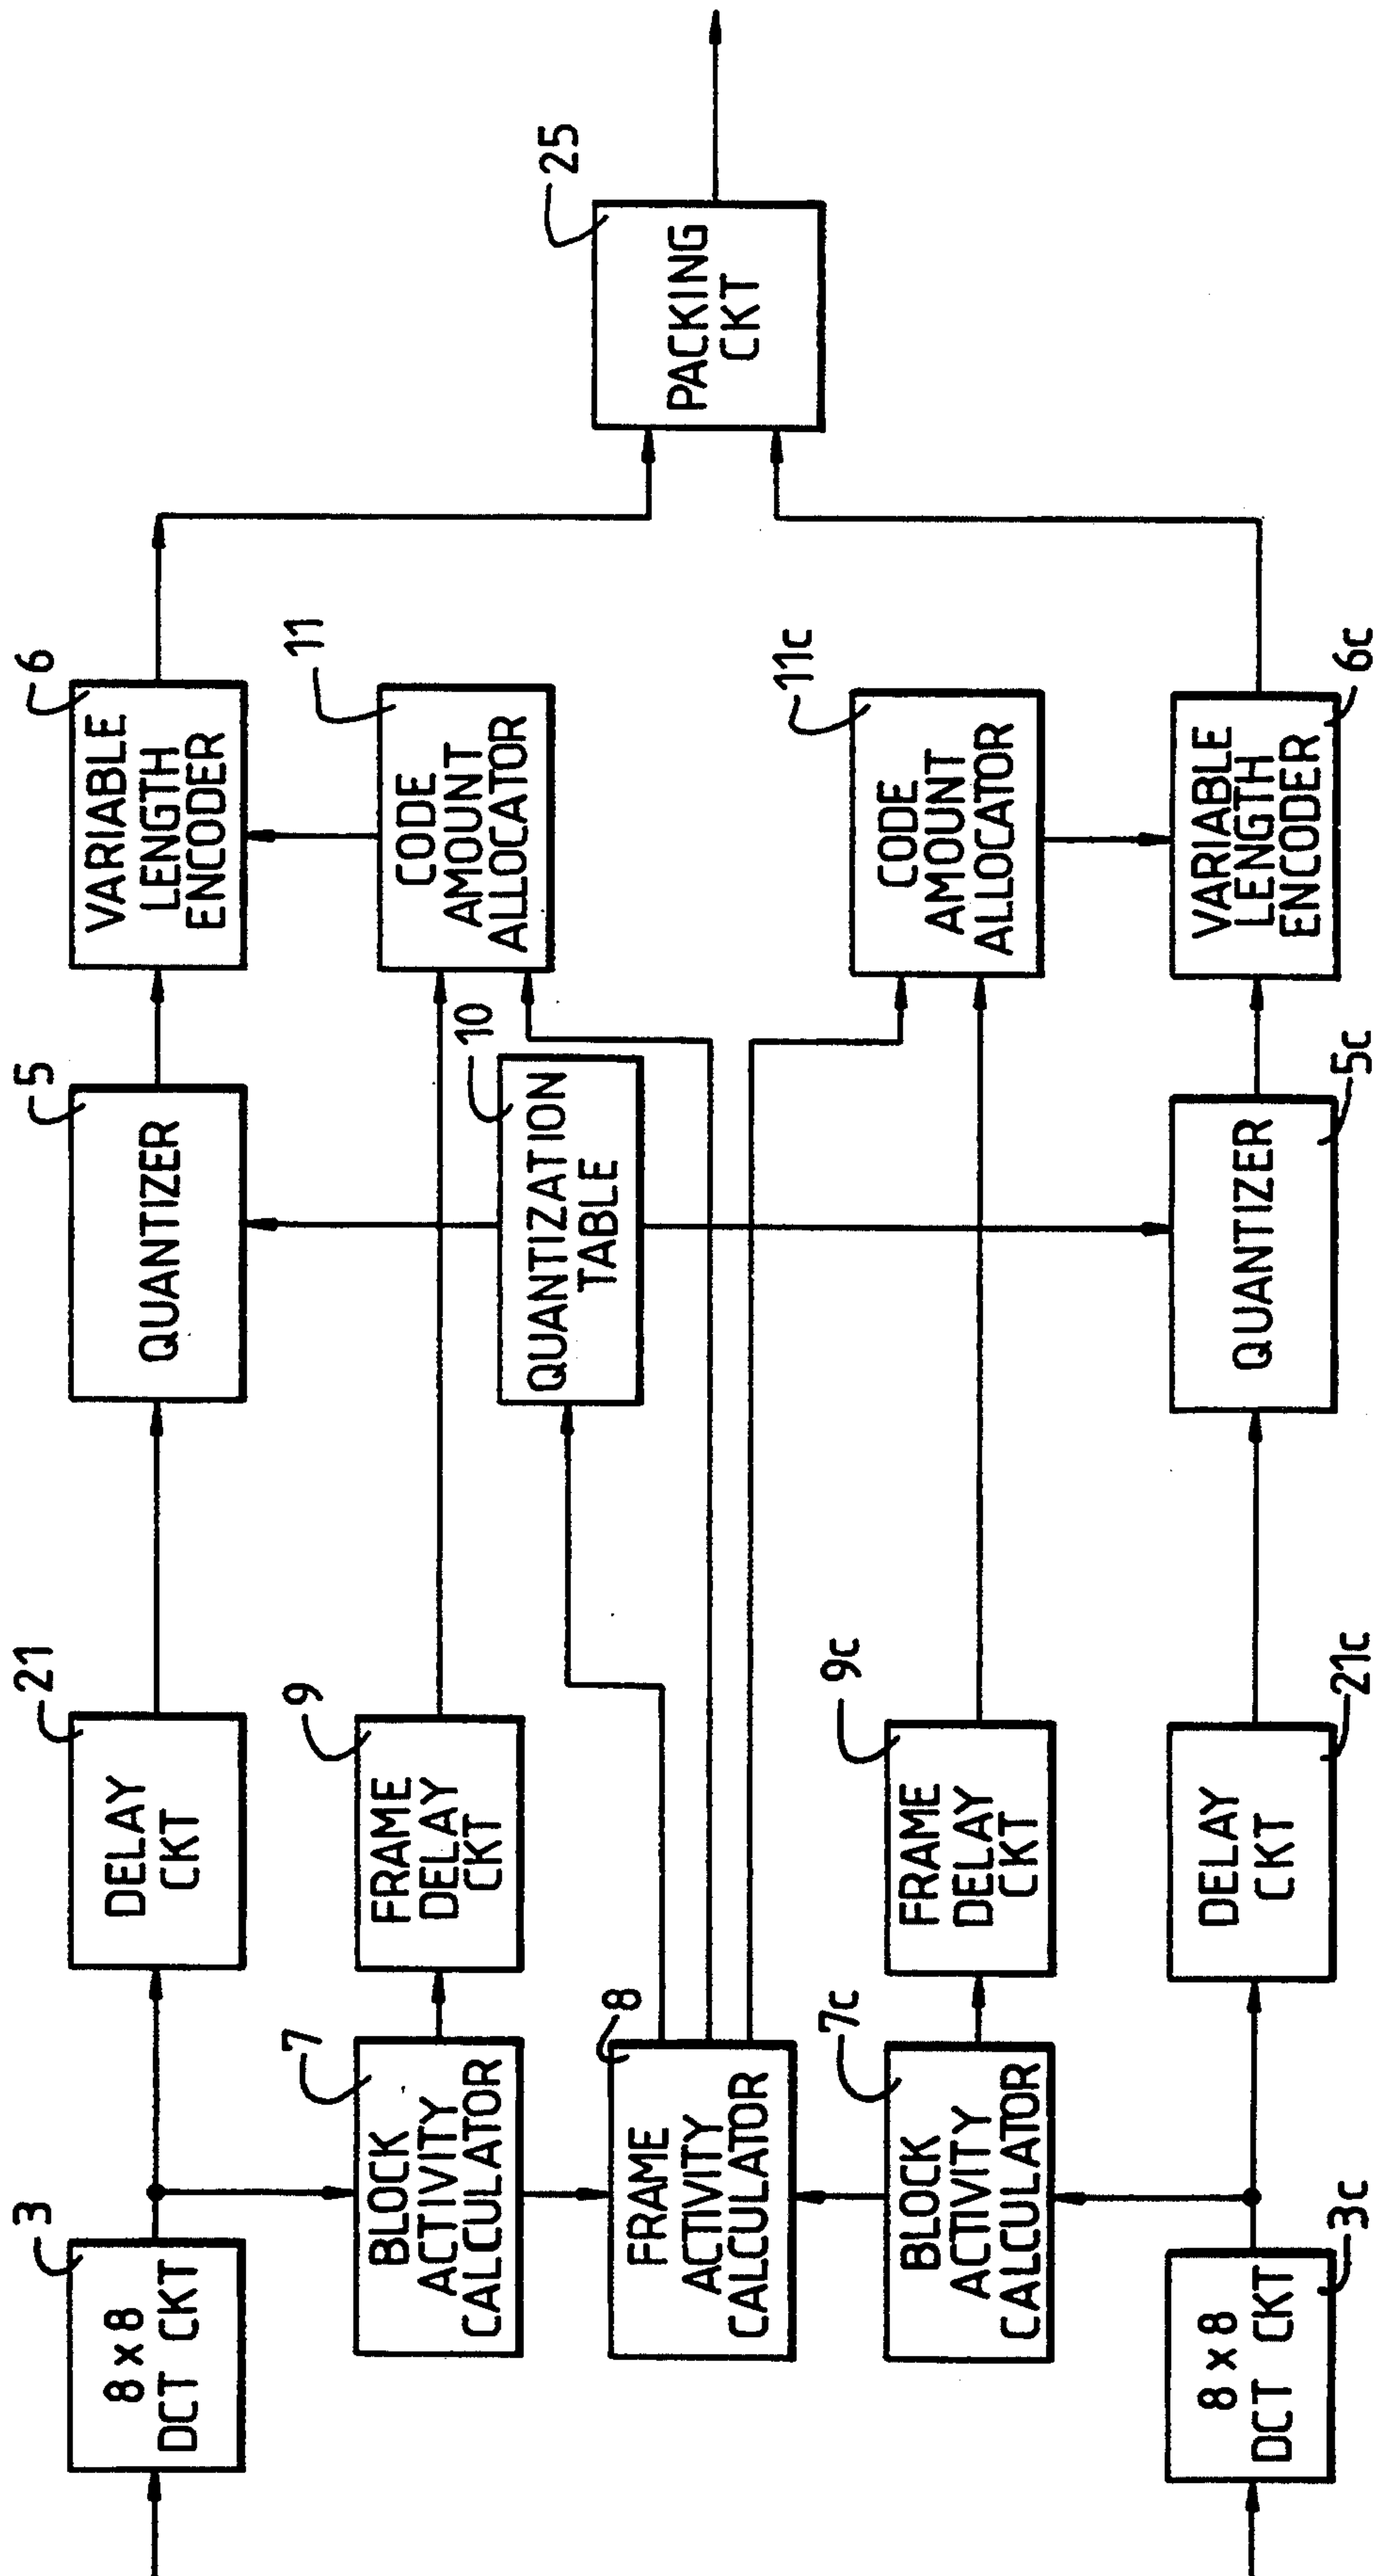 3
8 x 8
DCT CKT
21
DELAY
CKT
5
QUANTIZER
6
VARIABLE
LENGTH
ENCODER
7
BLOCK
ACTIVITY
CALCULATOR
9
FRAME
DELAY
CKT
11
CODE
AMOUNT
ALLOCATOR
8
FRAME
ACTIVITY
CALCULATOR
10
QUANTIZATION
TABLE
25
PACKING
CKT
7c
BLOCK
ACTIVITY
CALCULATOR
9c
FRAME
DELAY
CKT
11c
CODE
AMOUNT
ALLOCATOR
8 x 8
DCT CKT
3c
DELAY
CKT
21c
QUANTIZER
5c
VARIABLE
LENGTH
ENCODER
6c